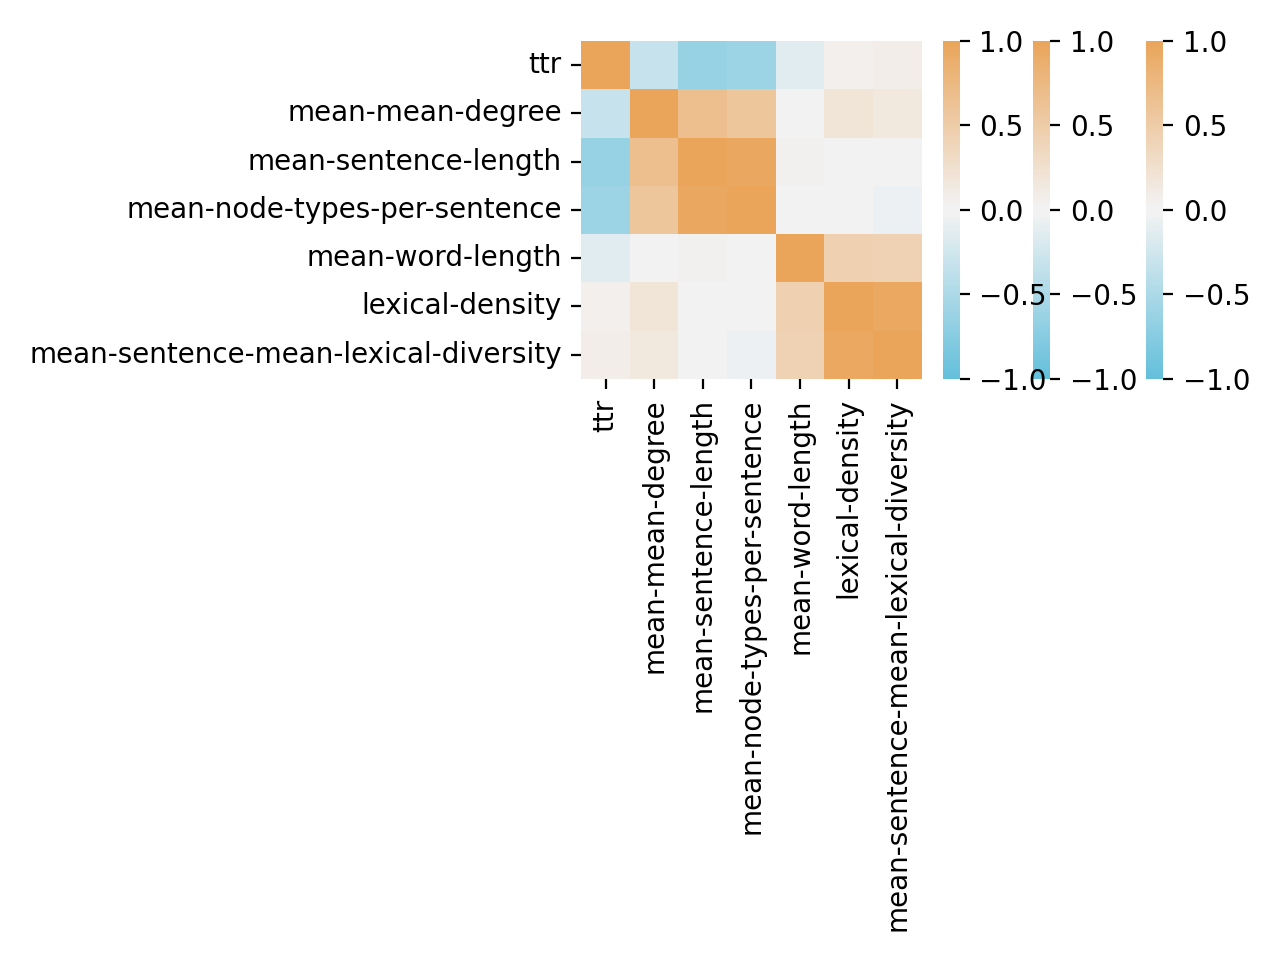 ttr
mean-mean-degree
mean-sentence-length
mean-node-types-per-sentence
mean-word-length
lexical-density
mean-sentence-mean-lexical-diversity
ttr
mean-mean-degree
mean-sentence-length
mean-node-types-per-sentence
mean-word-length
lexical-density
mean-sentence-mean-lexical-diversity
1.0
0.5
0.0
−0.5
−1.0
1.0
0.5
0.0
−0.5
−1.0
1.0
0.5
0.0
−0.5
−1.0